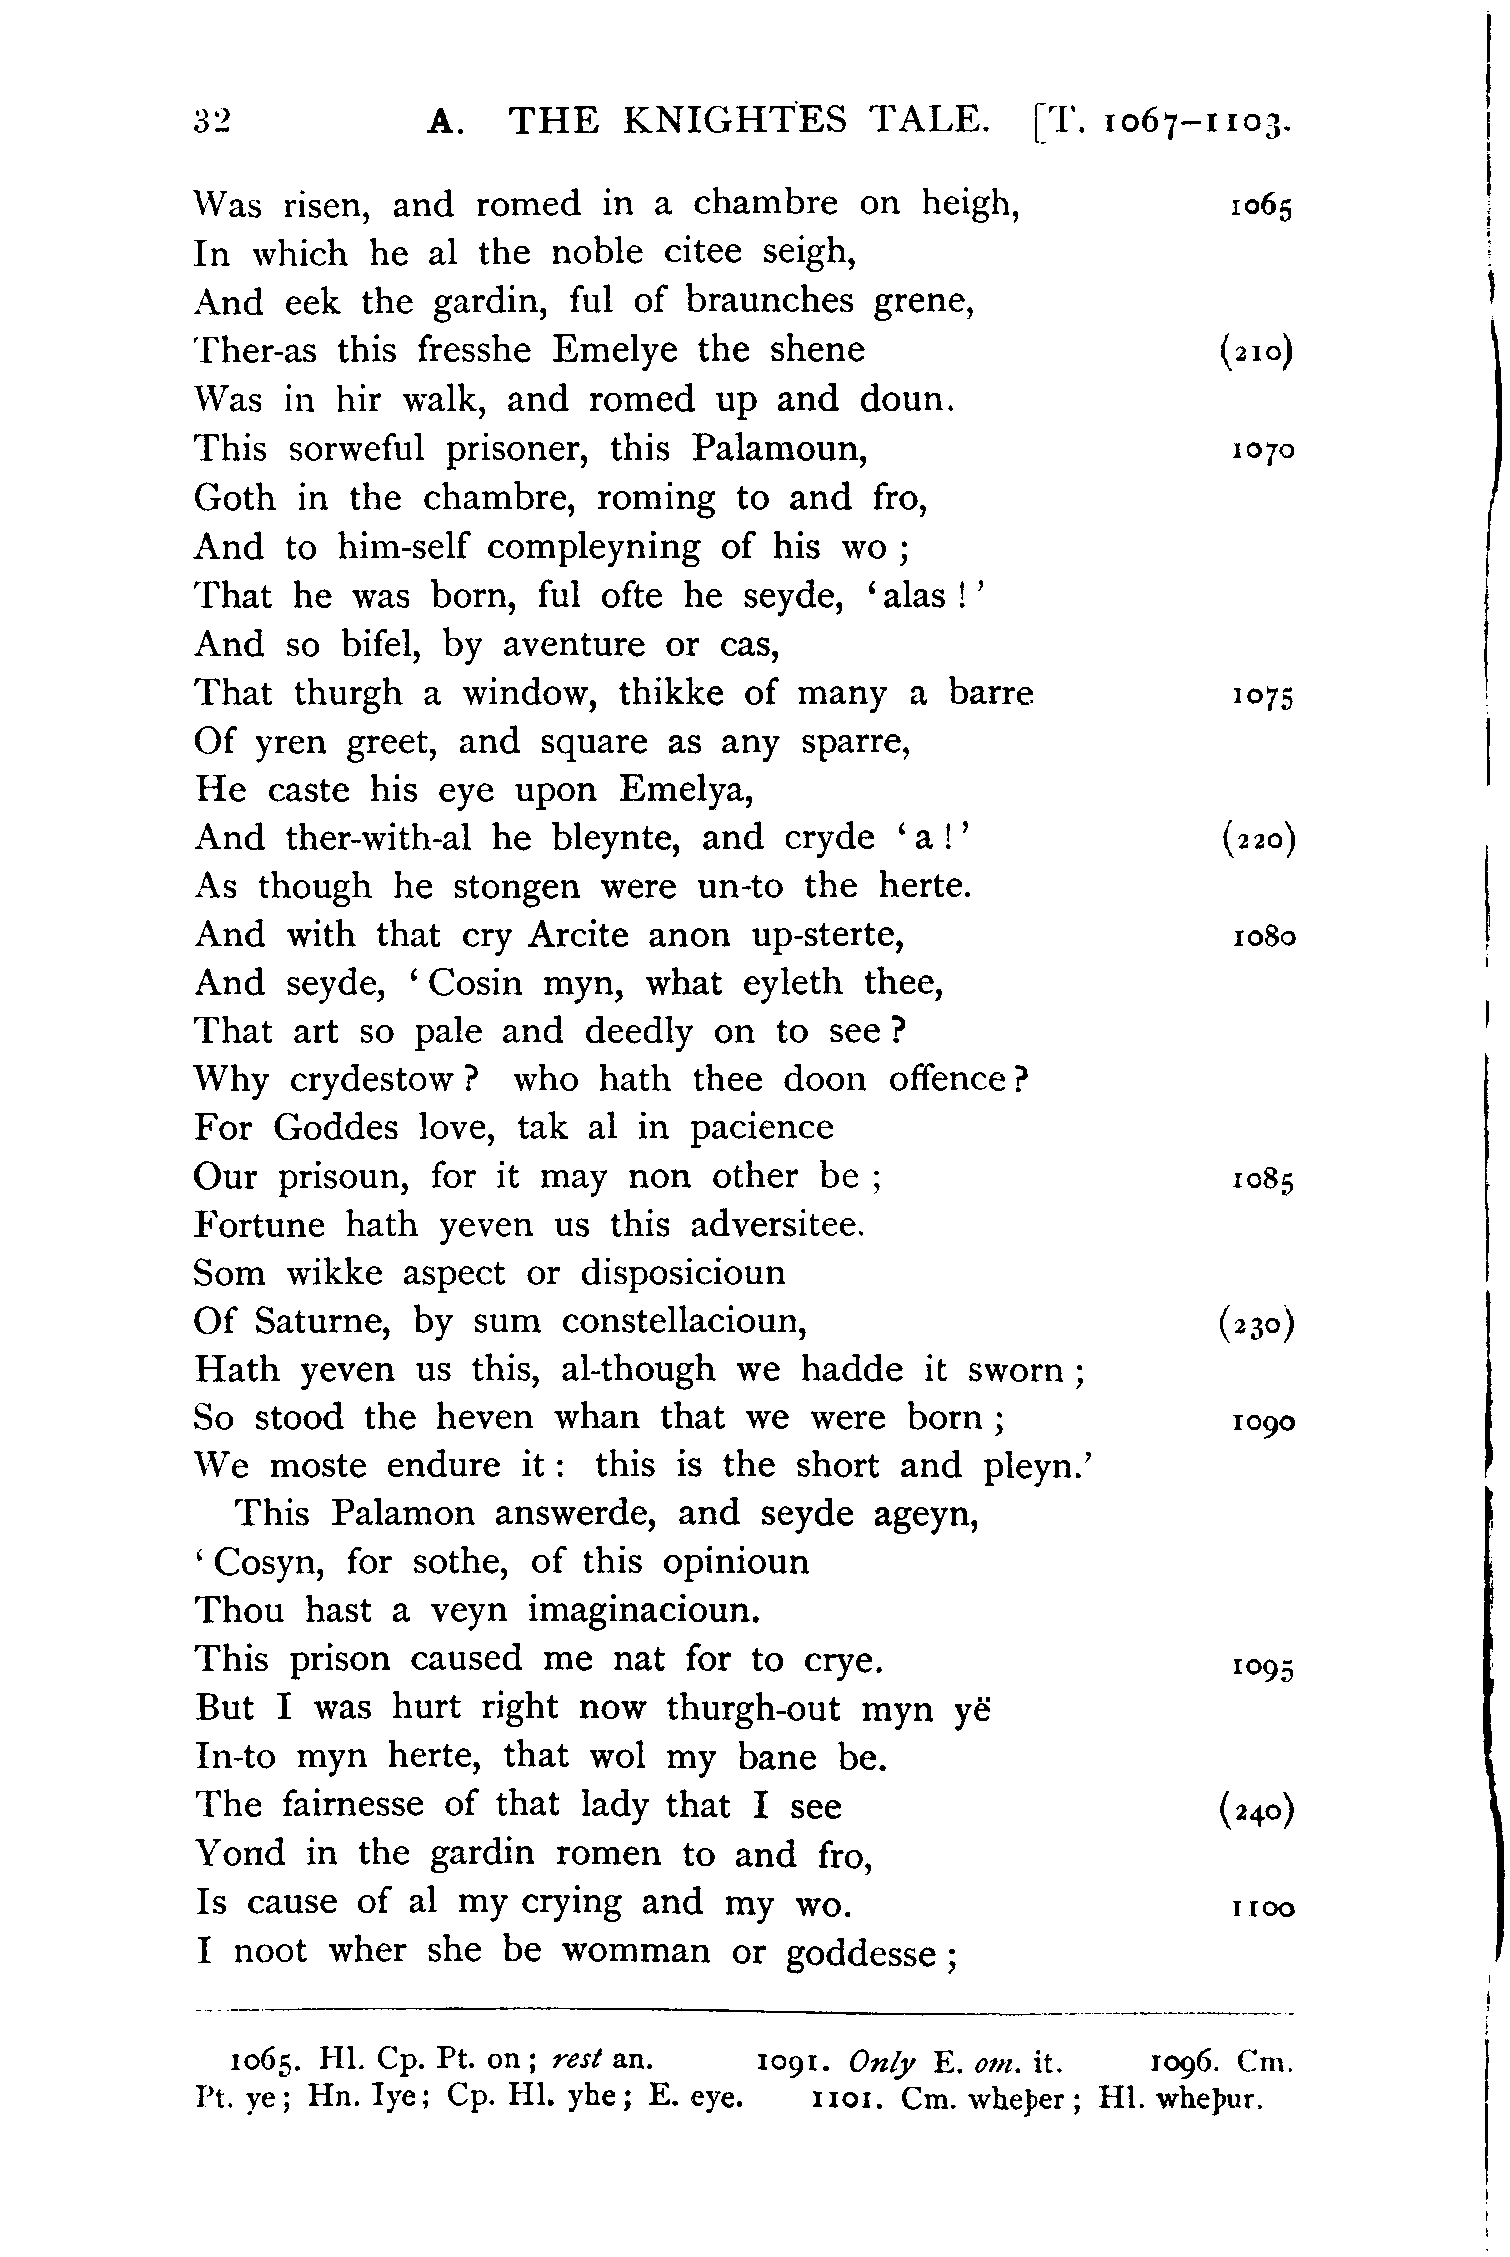 32 A. THE KNIGHTES TALE. [T. 1067–1103.
Was risen, and romed in a chambre on heigh, 1065
In which he al the noble citee seigh,
And eek the gardin, ful of braunches grene,
Ther-as this fresshe Emelye the shene (210)
Was in hir walk, and romed up and doun.
This sorweful prisoner, this Palamoun, 1070
Goth in the chambre, roming to and fro,
And to him-self compleyning of his wo ;
That he was born, ful ofte he seyde, ‘alas ! ’
And so bifel, by aventure or cas,
That thurgh a window, thikke of many a barre 1075
Of yren greet, and square as any sparre,
He caste his eye upon Emelya,
And ther-with-al he bleynte, and cryde ‘ a ! ’ (220)
As though he stongen were un-to the herte.
And with that cry Arcite anon up-sterte, 1080
And seyde, ‘ Cosin myn, what eyleth thee,
That art so pale and deedly on to see ?
Why crydestow ? who hath thee doon offence ?
For Goddes love, tak al in pacience
Our prisoun, for it may non other be ; 1085
Fortune hath yeven us this adversitee.
Som wikke aspect or disposicioun
Of Saturne, by sum constellacioun, (230)
Hath yeven us this, al-though we hadde it sworn ;
So stood the heven whan that we were born ; 1090
We moste endure it : this is the short and pleyn.’
This Palamon answerde, and seyde ageyn,
‘ Cosyn, for sothe, of this opinioun
Thou hast a veyn imaginacioun.
This prison caused me nat for to crye. 1095
But I was hurt right now thurgh-out myn yë
In-to myn herte, that wol my bane be.
The fairnesse of that lady that I see (240)
Yond in the gardin romen to and fro,
Is cause of al my crying and my wo. 1100
I noot wher she be womman or goddesse ;
1065. Hl. Cp. Pt. on ; rest an. 1091. Only E. om. it. 1096. Cm.
Pt. ye ; Hn. Iye ; Cp. Hl. yhe ; E. eye. 1101. Cm. wheþer ; Hl. wheþur.